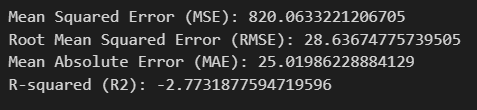 Mean Squared Error (MSE): 820.0633221206705
Root Mean Squared Error (RMSE): 28.63674775739505
Mean Absolute Error (MAE): 25.01986228884129
R-squared (R2): -2.7731877594719596